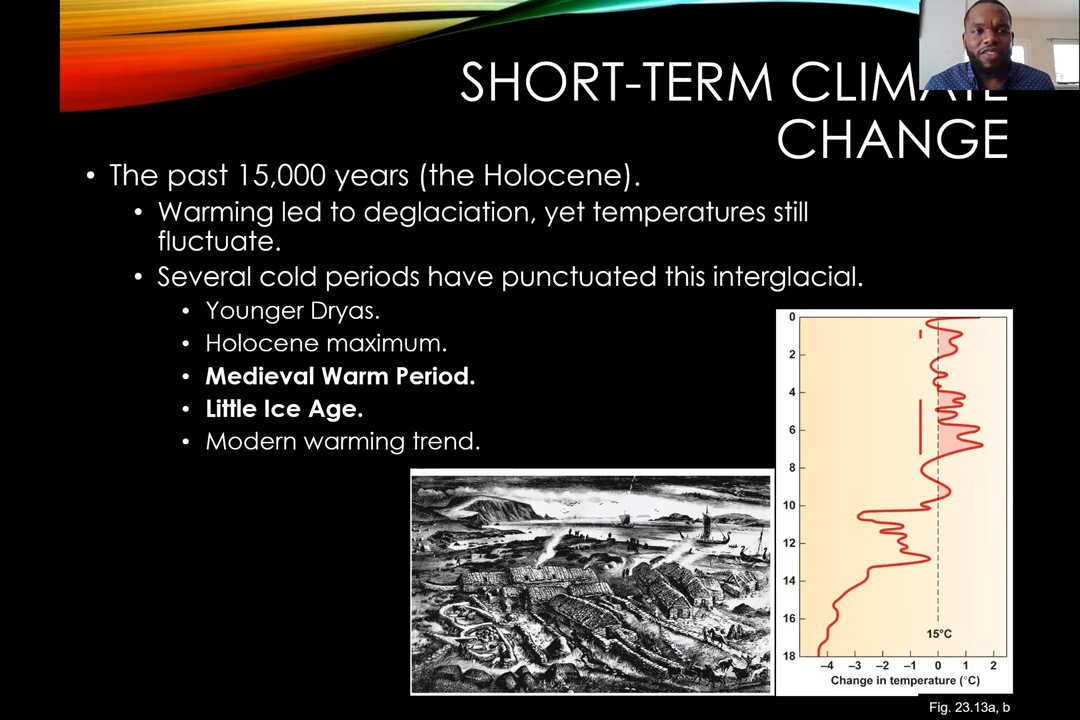 SHORT-TERM CLIMATE
CHANGE
• The past 15,000 years (the Holocene).
• Warming led to deglaciation, yet temperatures still
fluctuate.
• Several cold periods have punctuated this interglacial.
• Younger Dryas.
• Holocene maximum.
• Medieval Warm Period.
• Little Ice Age.
• Modern warming trend.
0
2
4
6
8
10
12
14
16
18
15°C
–4 –3 –2 –1 0 1 2
Change in temperature (°C)
Fig. 23.13a, b